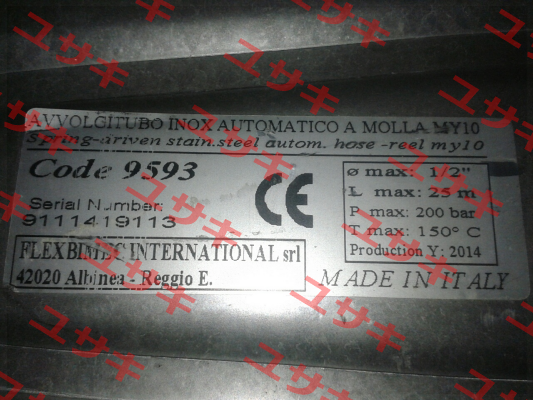 AVVOLGITUBO INOX AUTOMATICO A MOLLA MY10
Spring-driven stain.steel autom. hose -reel my10
Code 9593
Serial Number:
9111419113
CE
ø max: 1/2"
L max: 25 m
P max: 200 bar
T max: 150° C
Production Y: 2014
FLEXBIMEC INTERNATIONAL srl
42020 Albinea - Reggio E.
MADE IN ITALY
ユサキ
ユサキ
ユサキ
ユサキ
ユサキ
ユサキ
ユサキ
ユサキ
ユサキ